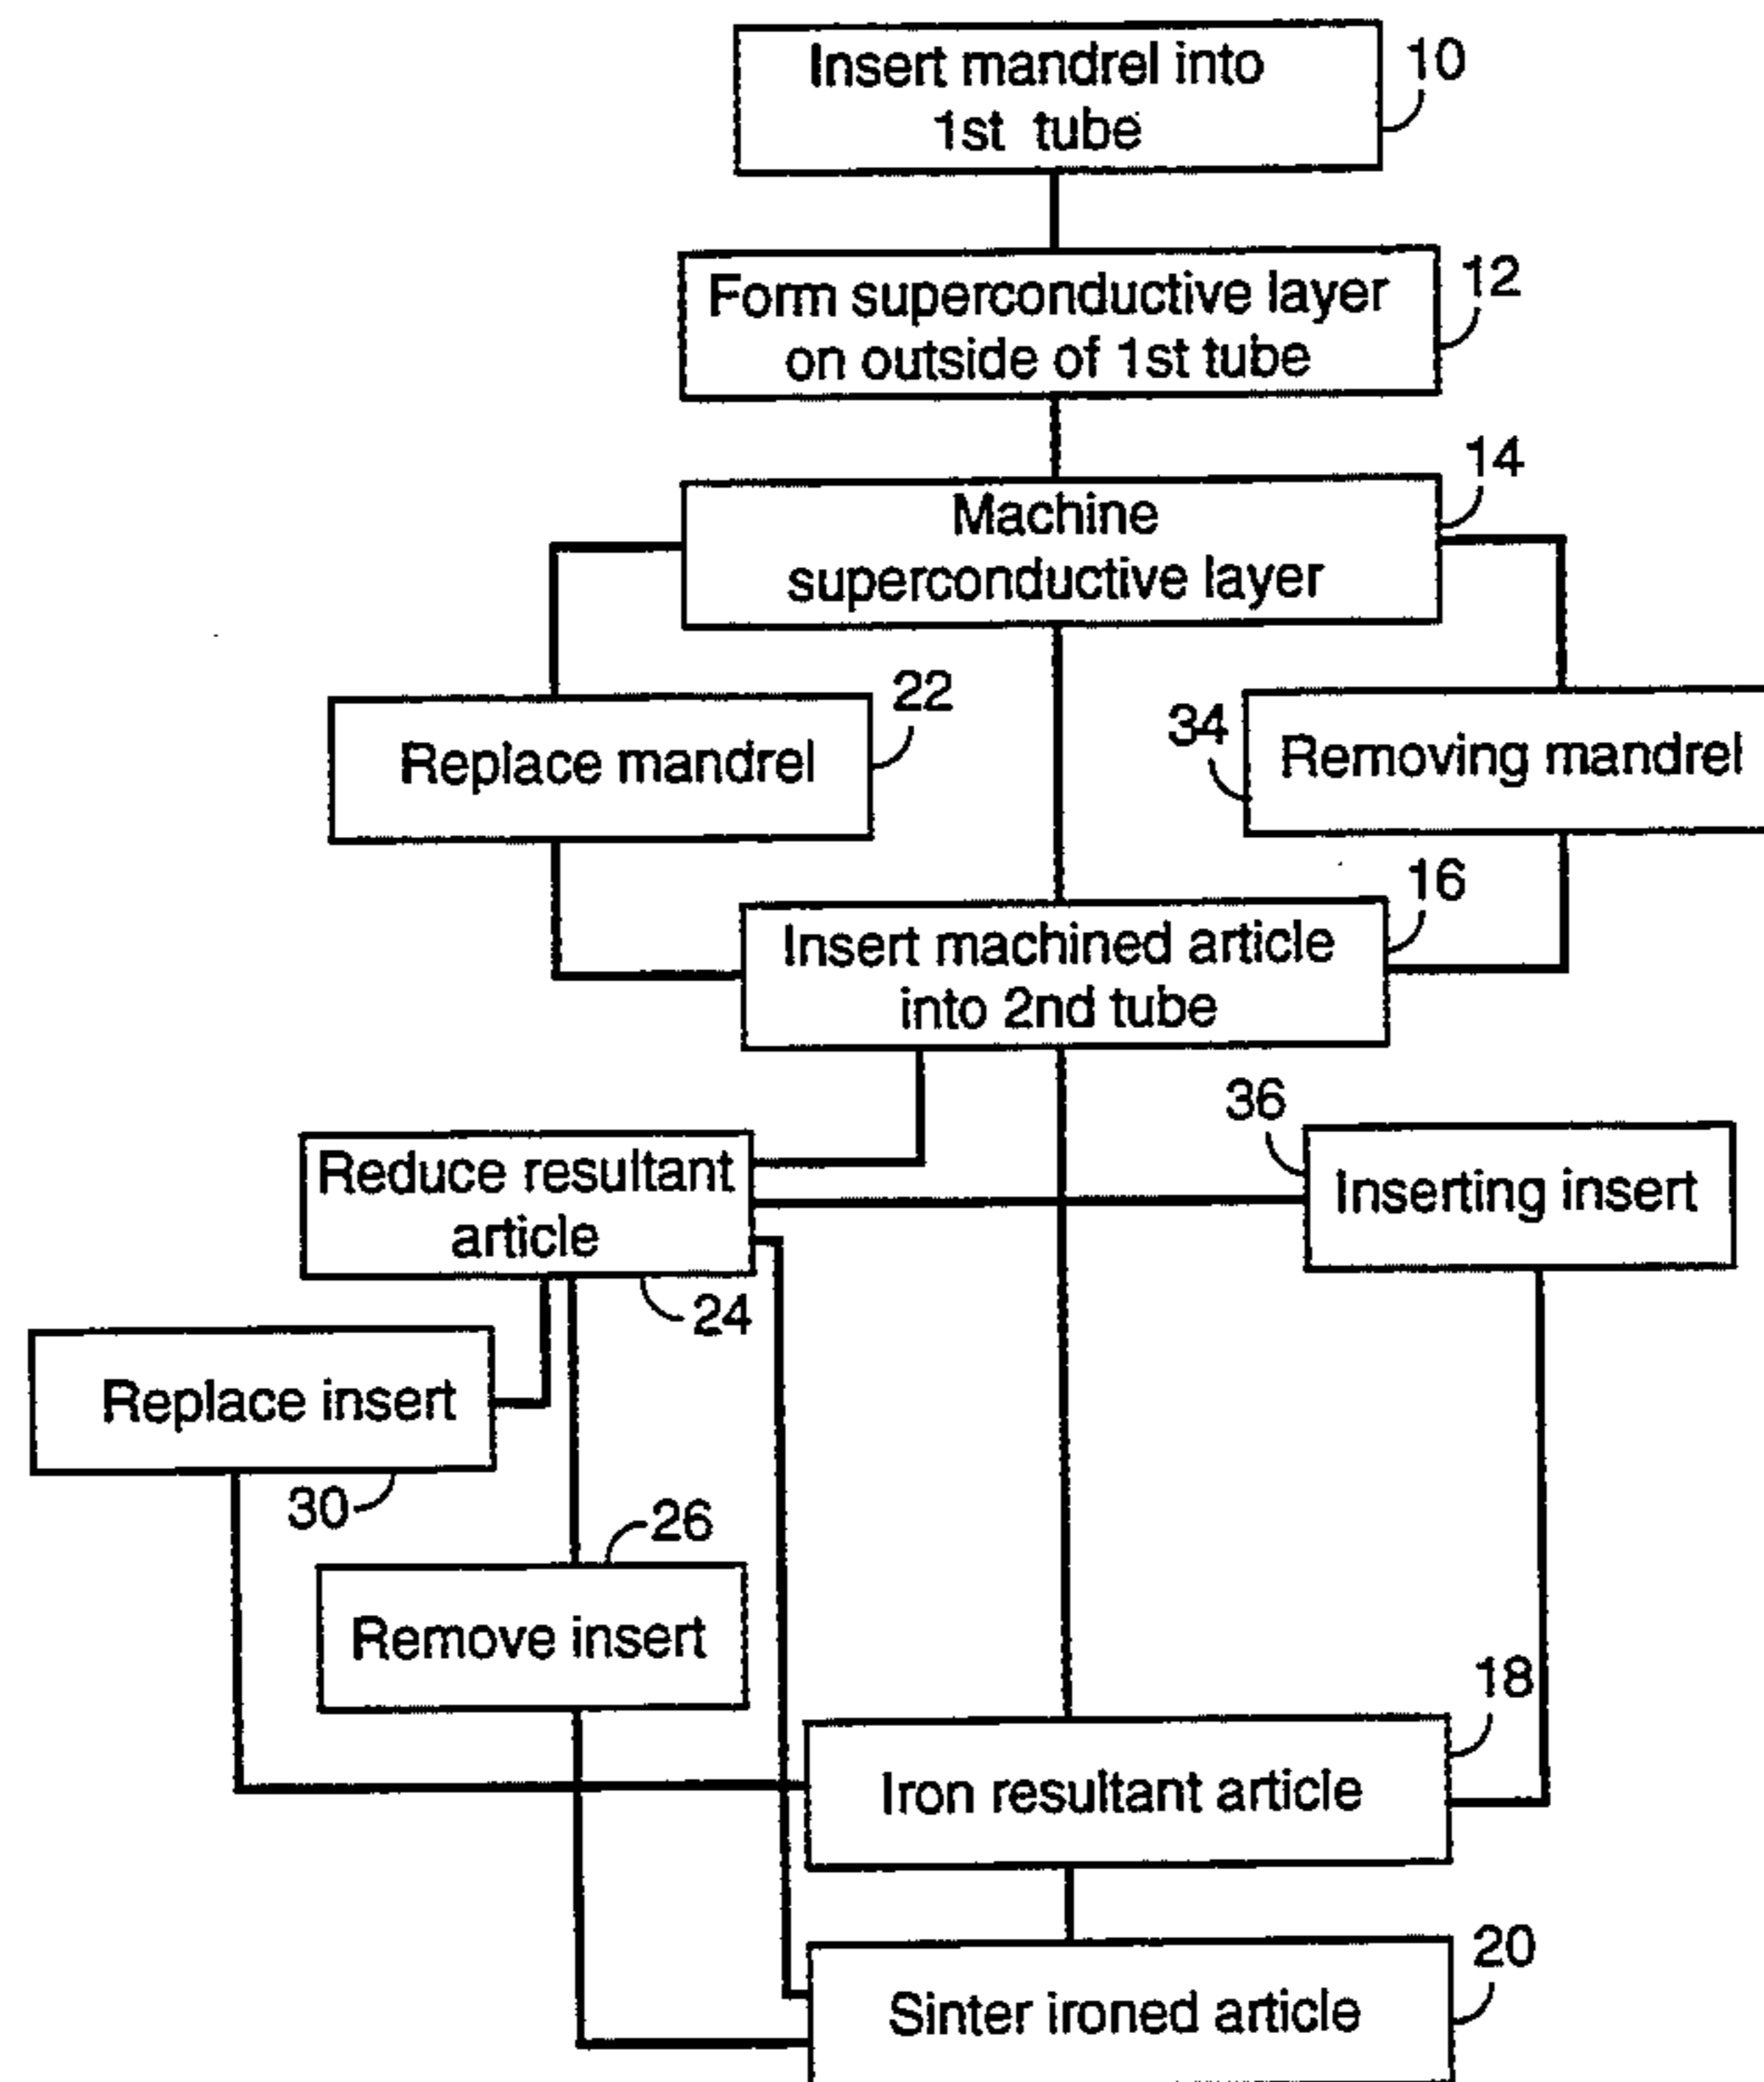 Insert mandrel into
1st tube
10
Form superconductive layer
on outside of 1st tube
12
Machine
superconductive layer
14
Replace mandrel
22
34
Removing mandrel
Insert machined article
into 2nd tube
16
Reduce resultant
article
24
36
Inserting insert
Replace insert
30
26
Remove insert
Iron resultant article
18
Sinter ironed article
20